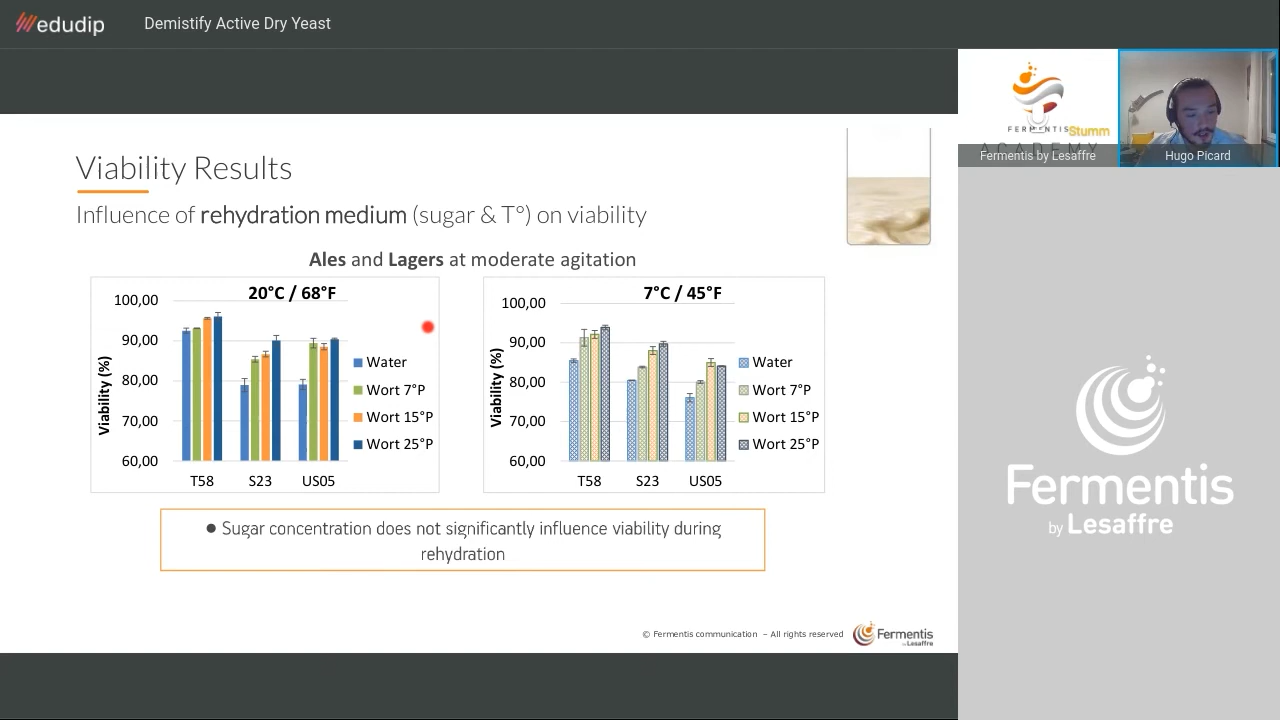 edudip
Demistify Active Dry Yeast
Viability Results
Influence of rehydration medium (sugar & T°) on viability
Ales and Lagers at moderate agitation
20°C / 68°F
100,00
90,00
80,00
70,00
60,00
Viability (%)
T58 S23 US05
Water
Wort 7°P
Wort 15°P
Wort 25°P
7°C / 45°F
100,00
90,00
80,00
70,00
60,00
Viability (%)
T58 S23 US05
Water
Wort 7°P
Wort 15°P
Wort 25°P
● Sugar concentration does not significantly influence viability during
rehydration
© Fermentis communication – All rights reserved
Fermentis
by Lesaffre
FERMENTIS
Stumm
ACADEMY
Fermentis by Lesaffre
Hugo Picard
Fermentis
by Lesaffre